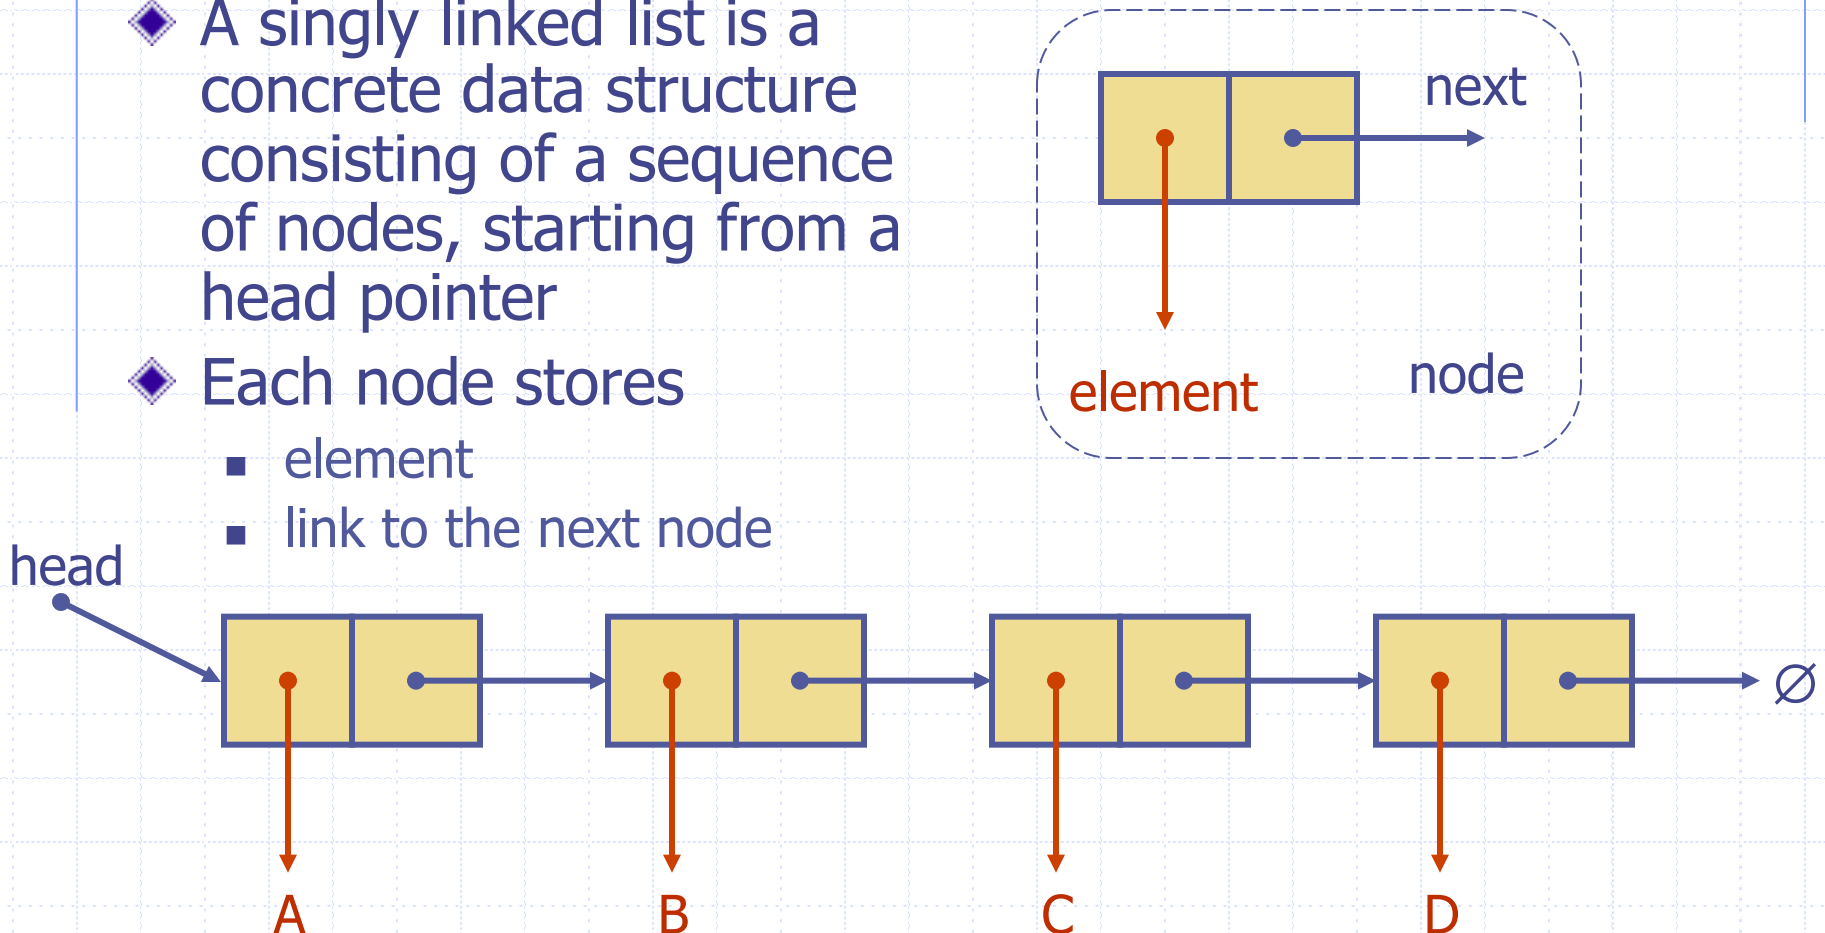 A singly linked list is a
concrete data structure
consisting of a sequence
of nodes, starting from a
head pointer
Each node stores
element
link to the next node
next
element
node
head
∅
A
B
C
D